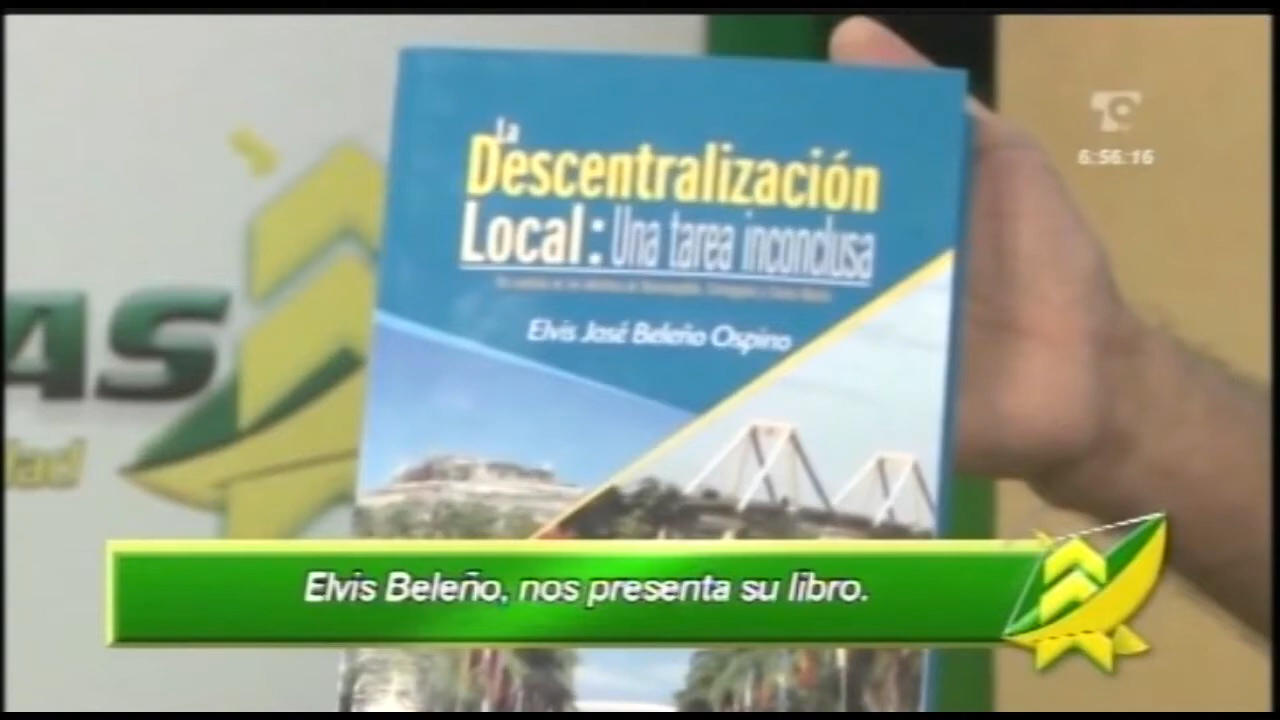 La
Descentralización
Local: Una tarea inconclusa
Elvis José Beleño Ospino
6:56:16
AS
dad
Elvis Beleño, nos presenta su libro.